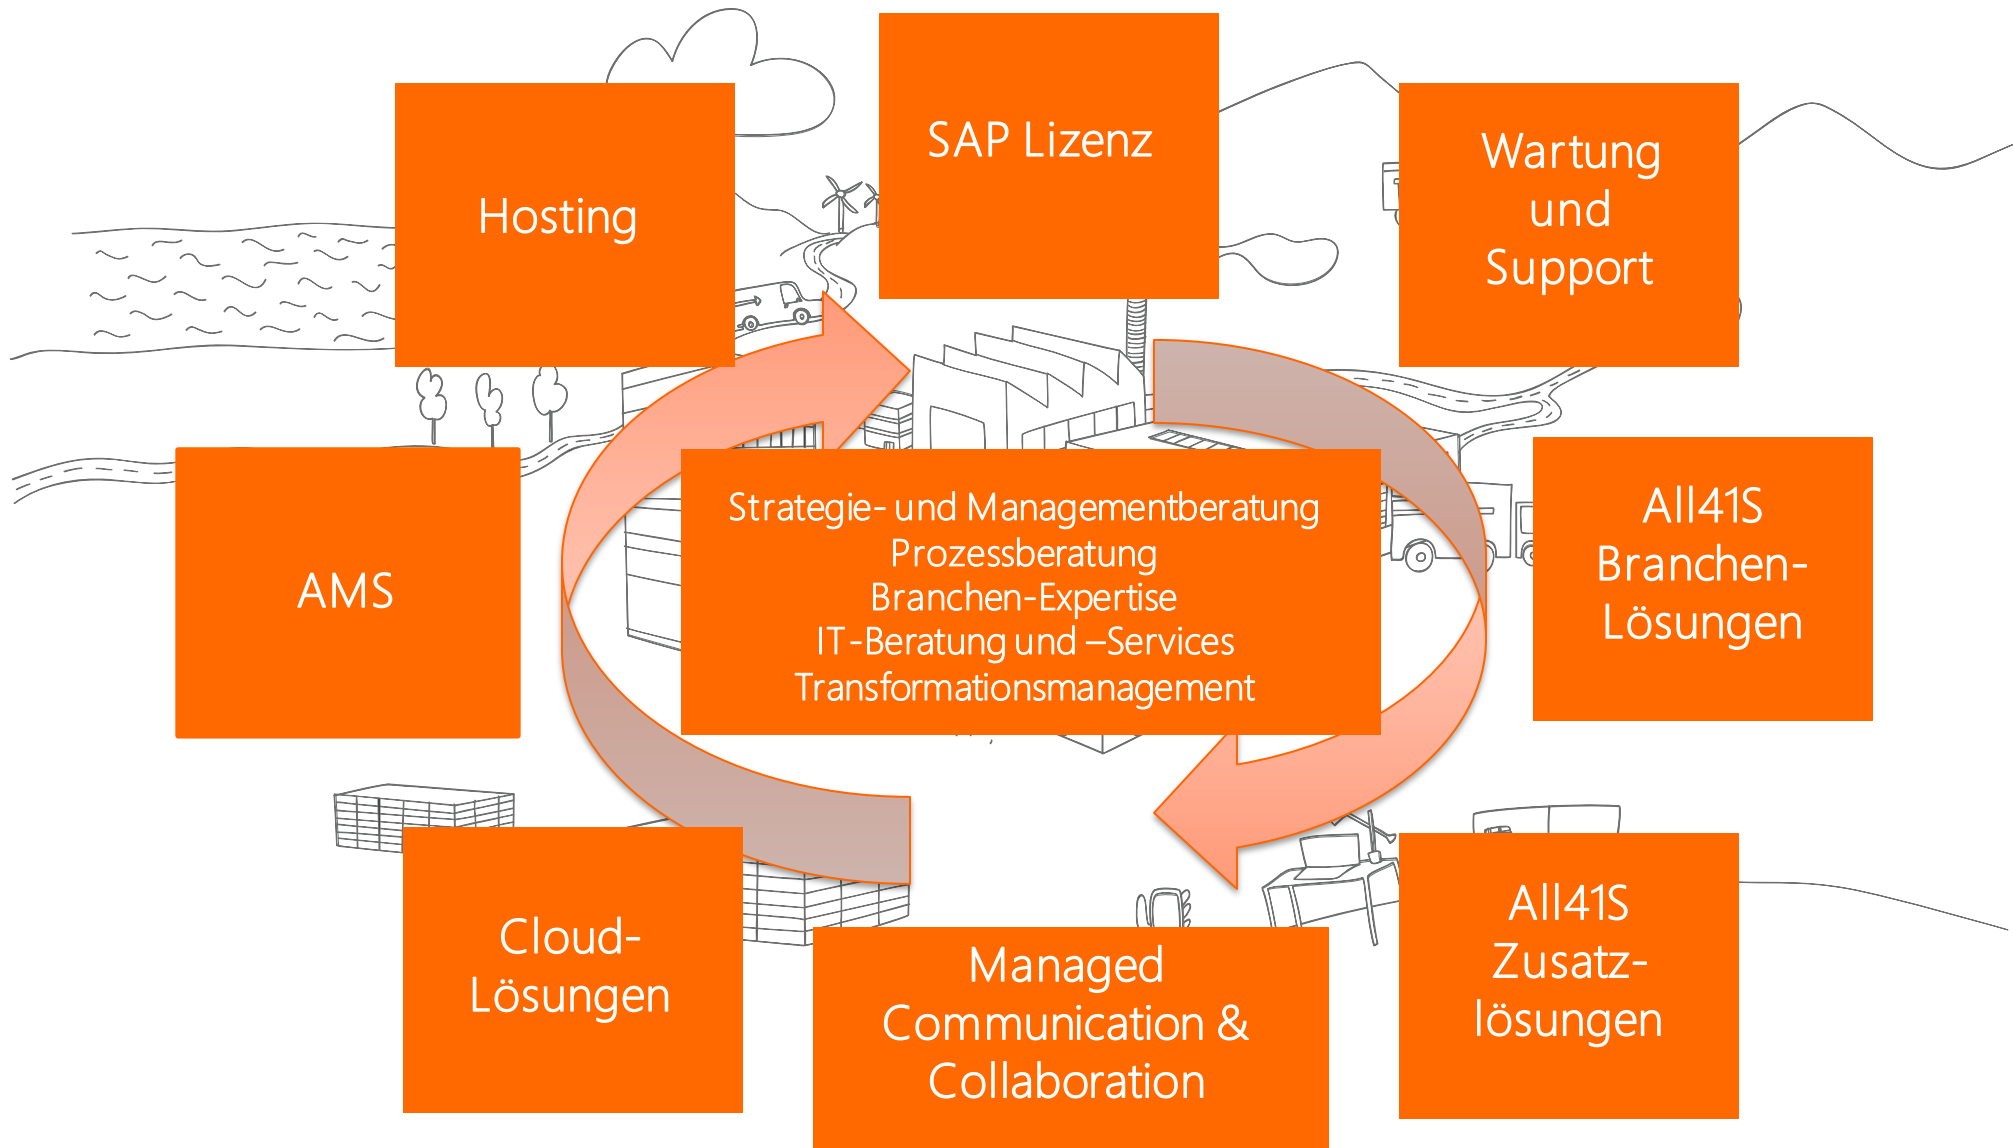 SAP Lizenz
Hosting
Wartung
und
Support
Strategie- und Managementberatung
Prozessberatung
Branchen-Expertise
IT-Beratung und –Services
Transformationsmanagement
AMS
All41S
Branchen-
Lösungen
Cloud-
Lösungen
Managed
Communication &
Collaboration
All41S
Zusatz-
lösungen